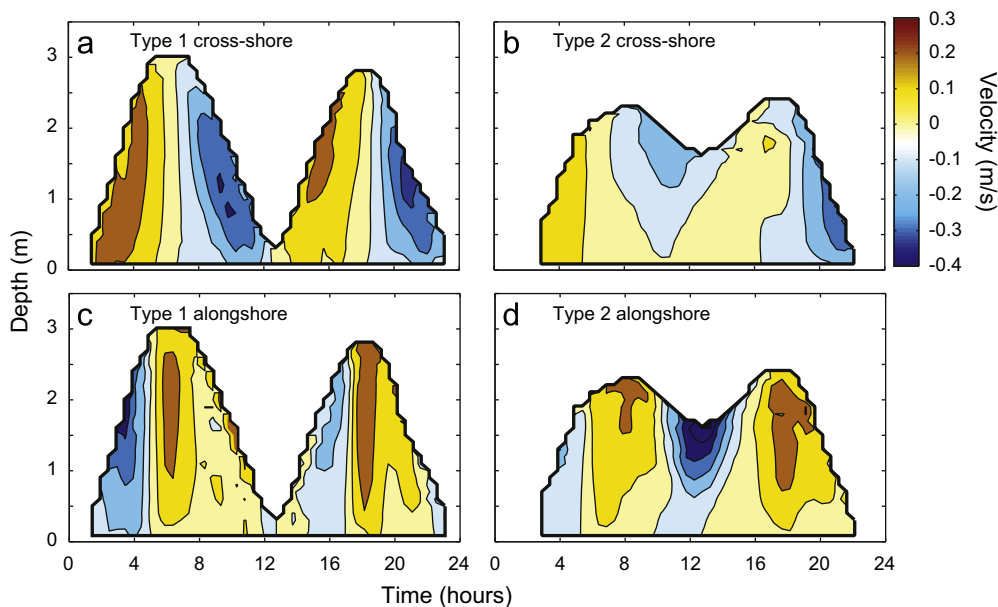 a Type 1 cross-shore
b Type 2 cross-shore
3
2
1
0
0.3
0.2
0.1
0
-0.1
-0.2
-0.3
-0.4
Velocity (m/s)
Depth (m)
c Type 1 alongshore
d Type 2 alongshore
3
2
1
0
0 4 8 12 16 20 24
0 4 8 12 16 20 24
Time (hours)